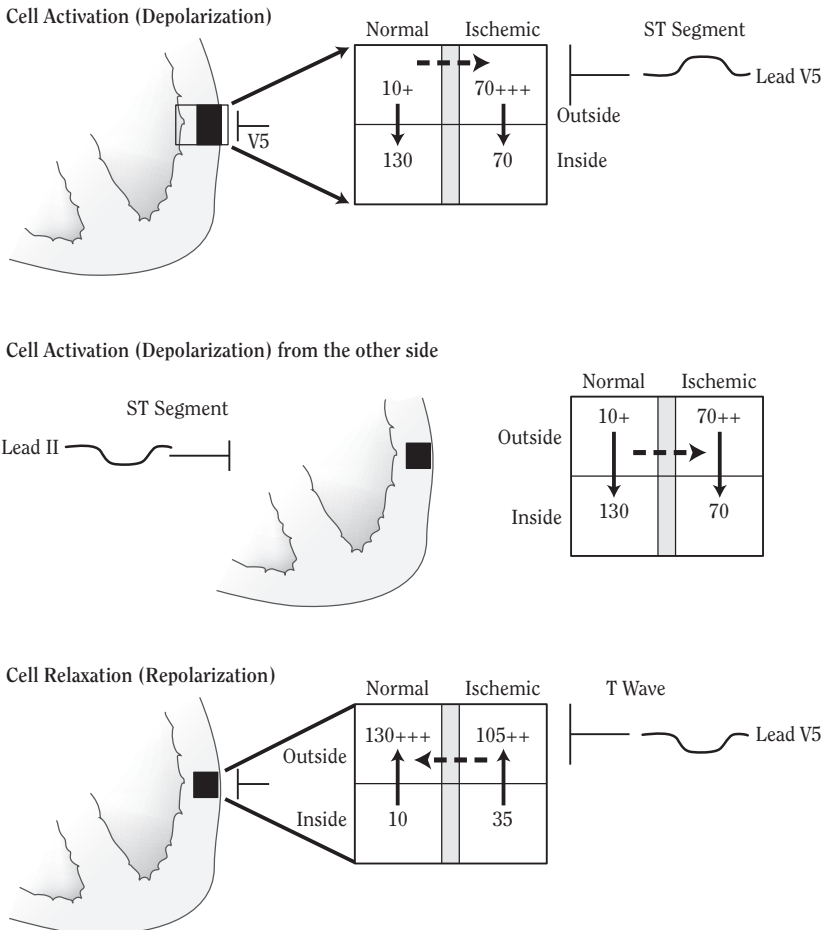 Cell Activation (Depolarization)
Normal Ischemic ST Segment
10+ 70+++ Lead V5
Outside
V5
130 70 Inside
Cell Activation (Depolarization) from the other side
Normal Ischemic
ST Segment
10+ 70++
Lead II
Outside
130 70
Inside
Cell Relaxation (Repolarization)
Normal Ischemic T Wave
130+++ 105++ Lead V5
Outside
Inside 10 35